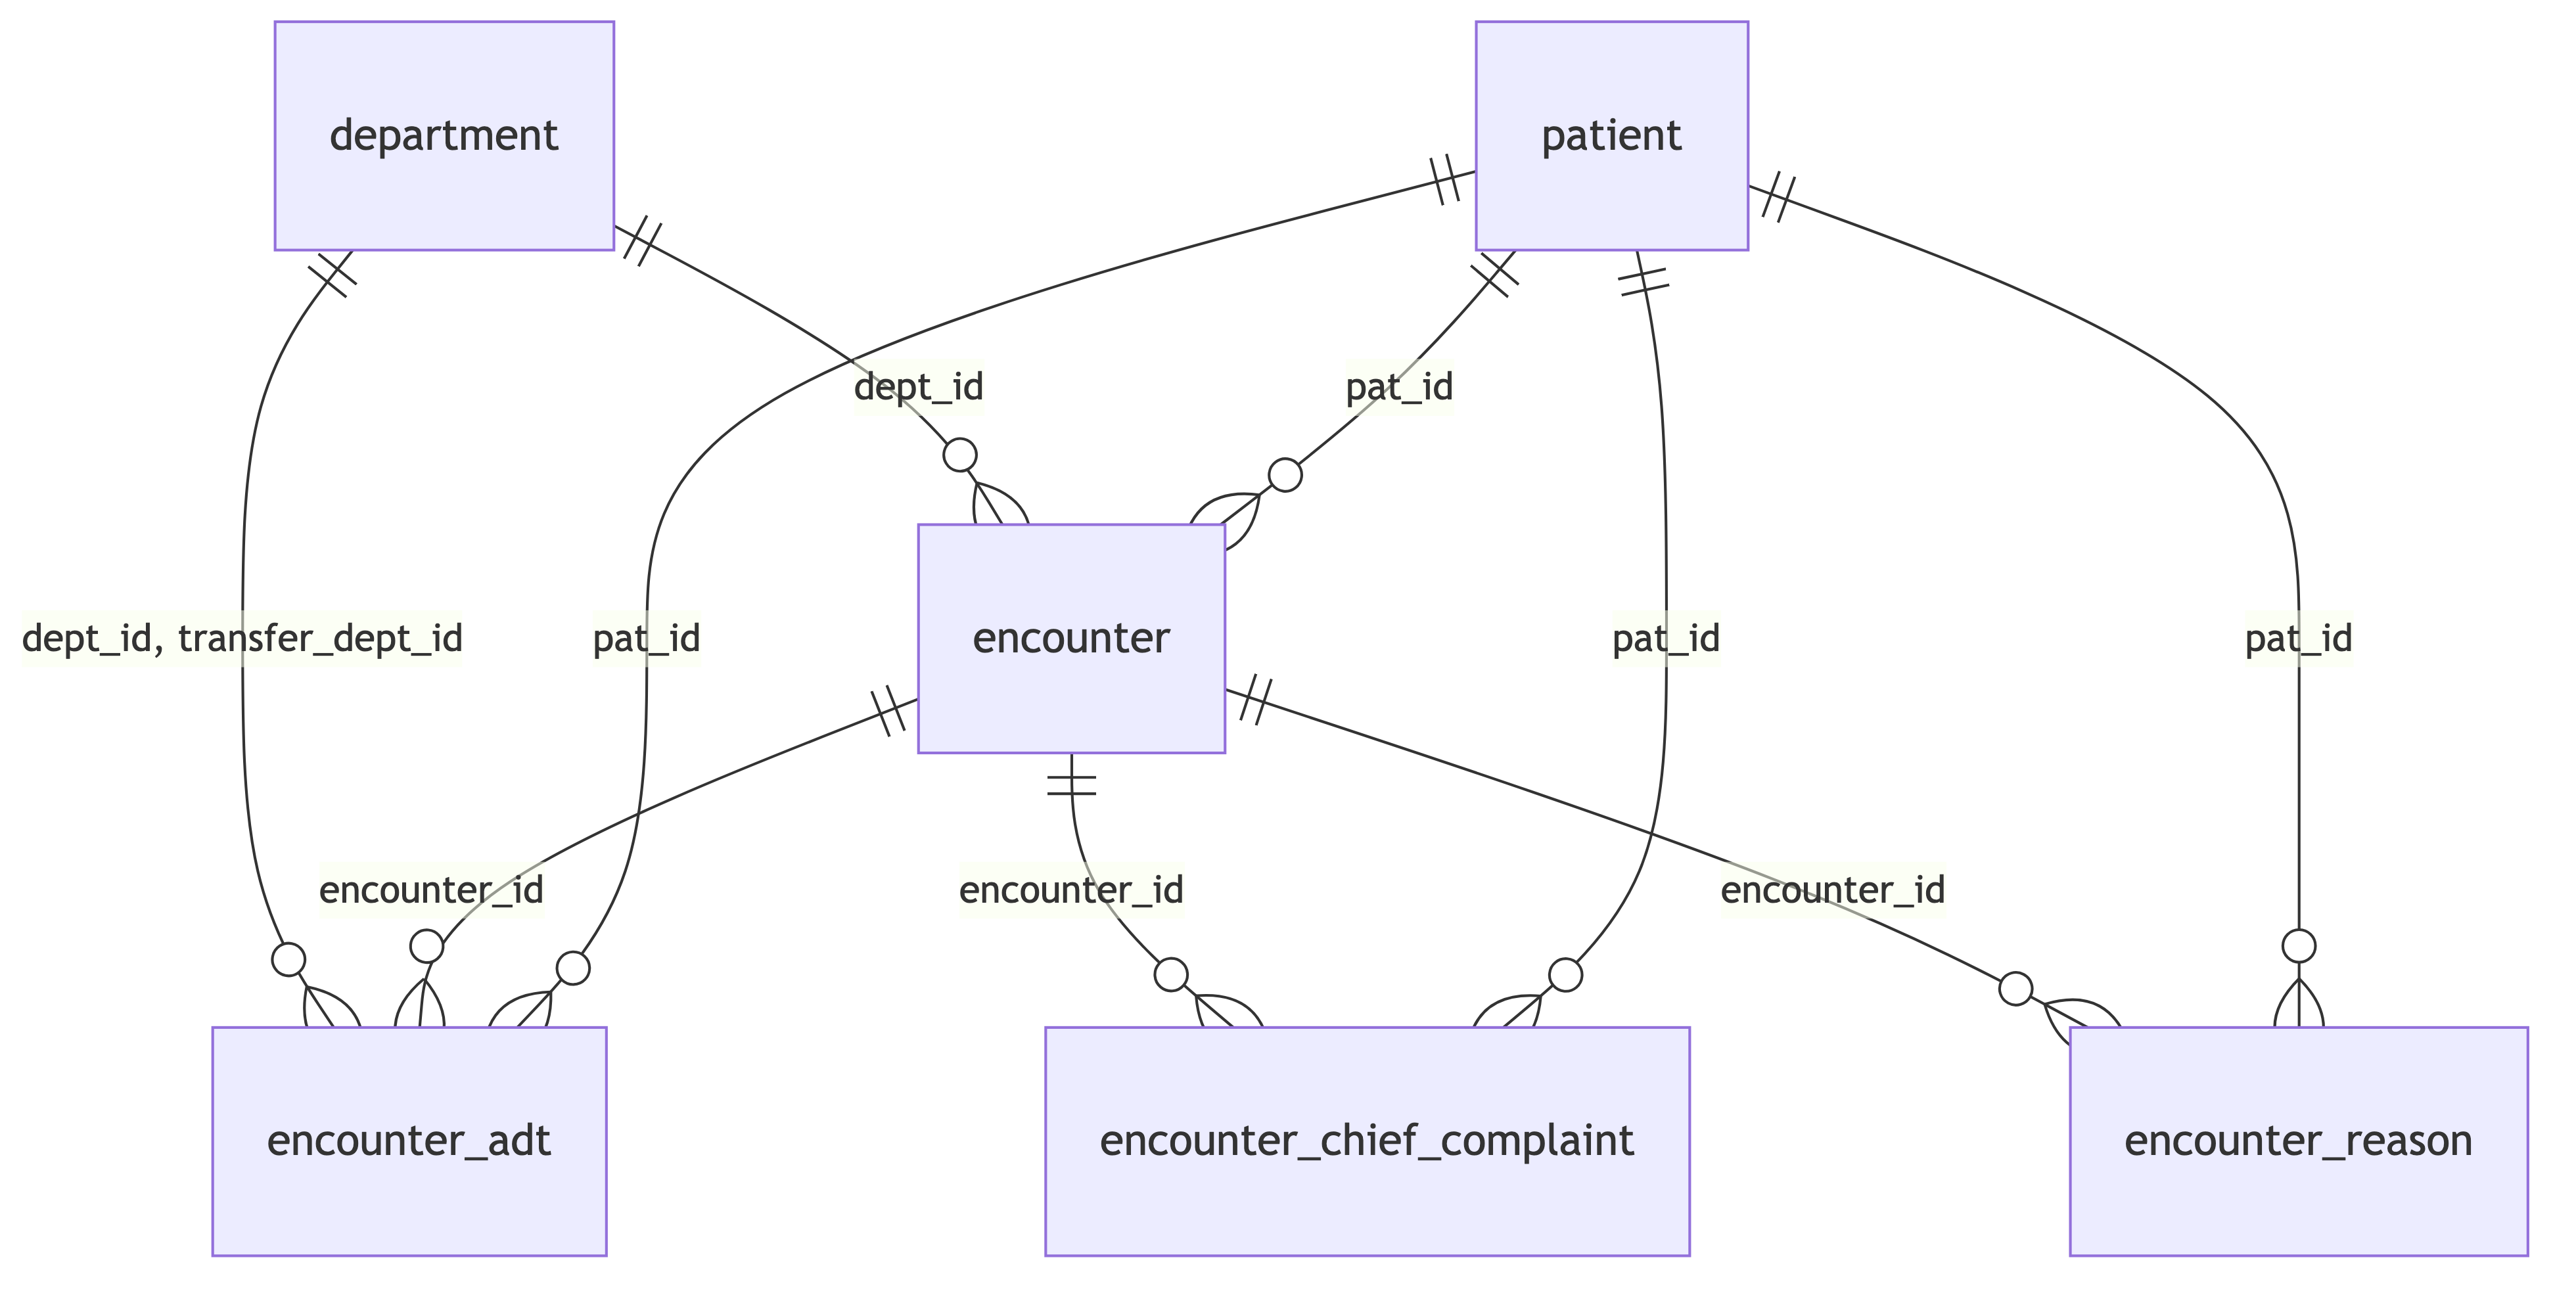 department
patient
dept_id
pat_id
dept_id, transfer_dept_id
pat_id
encounter
pat_id
pat_id
encounter_id
encounter_id
encounter_id
encounter_adt
encounter_chief_complaint
encounter_reason